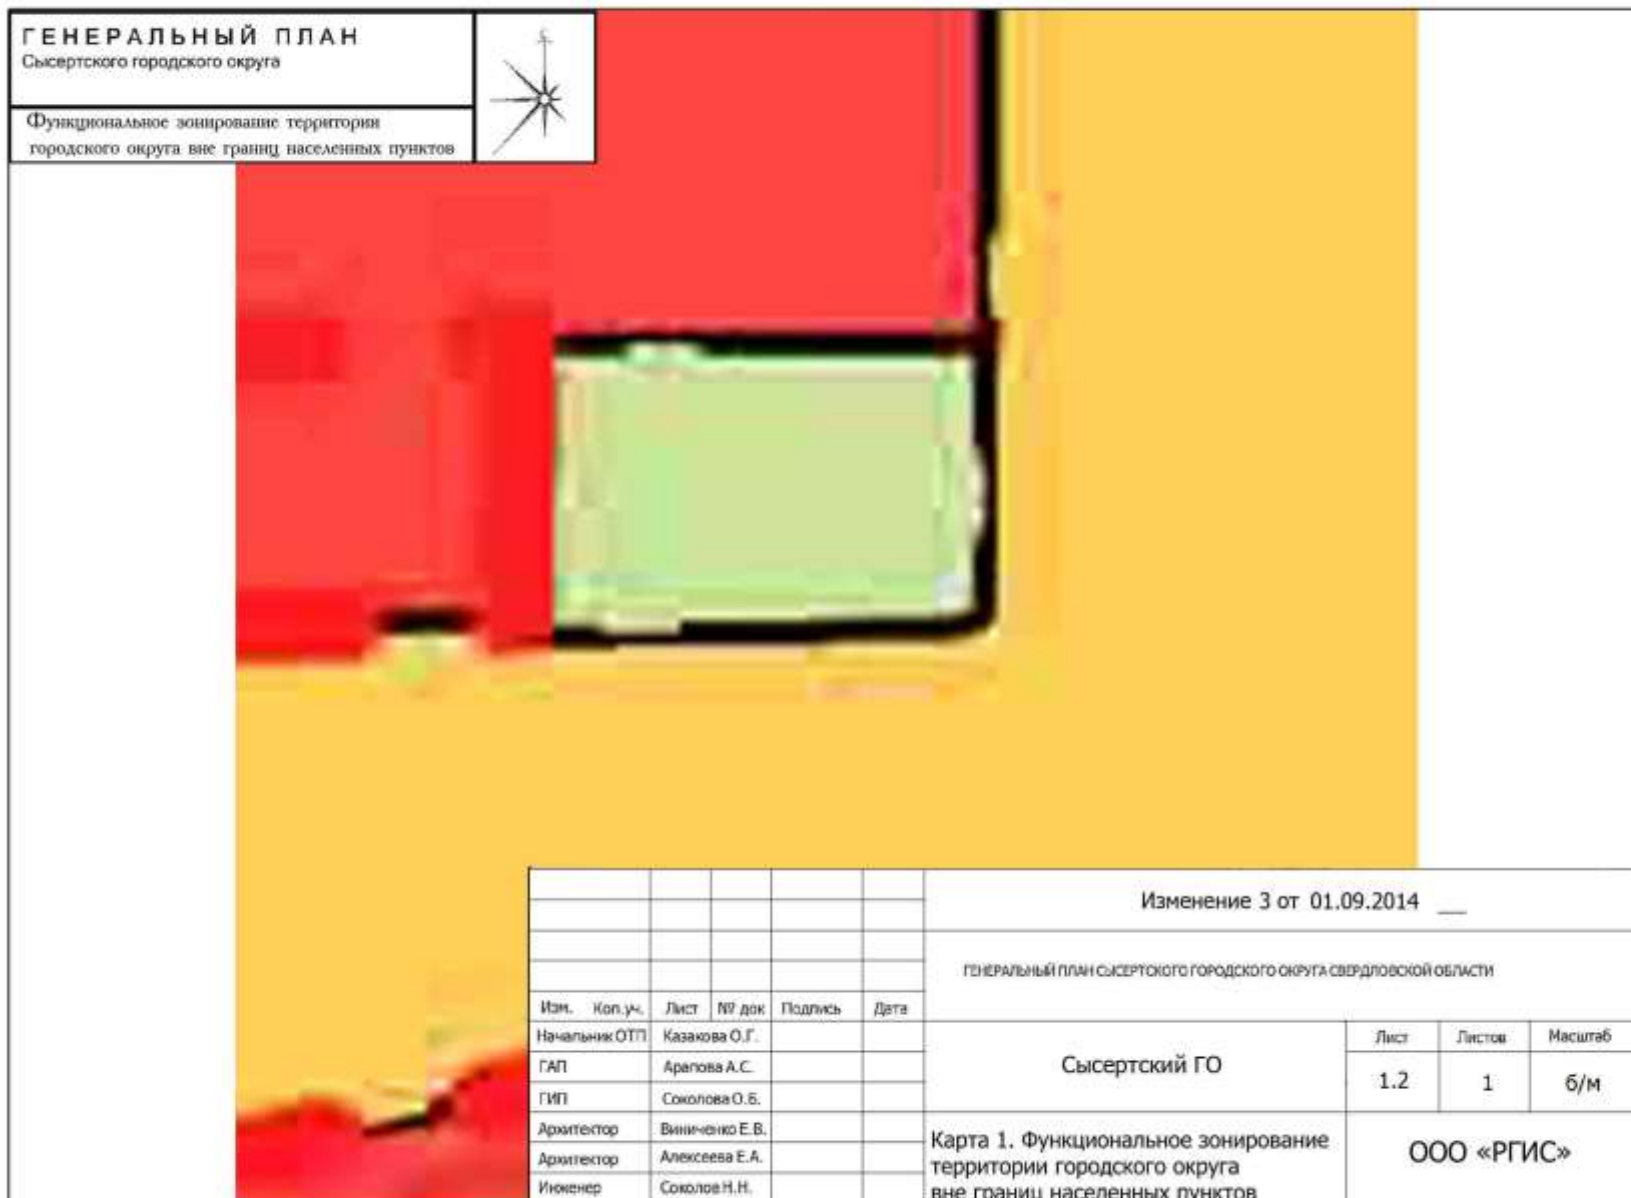 ГЕНЕРАЛЬНЫЙ ПЛАН
Сысертского городского округа
Функциональное зонирование территории
городского округа вне границ населенных пунктов
С
Изменение 3 от 01.09.2014 __
ГЕНЕРАЛЬНЫЙ ПЛАН СЫСЕРТСКОГО ГОРОДСКОГО ОКРУГА СВЕРДЛОВСКОЙ ОБЛАСТИ
Изм. Кол.уч. Лист № док Подпись Дата
Начальник ОТП Казакова О.Г.
ГАП Арапова А.С.
ГИП Соколова О.Б.
Архитектор Виниченко Е.В.
Архитектор Алексеева Е.А.
Инженер Соколов Н.Н.
Сысертский ГО
Лист Листов Масштаб
1.2 1 б/м
Карта 1. Функциональное зонирование
территории городского округа
вне границ населенных пунктов
ООО «РГИС»